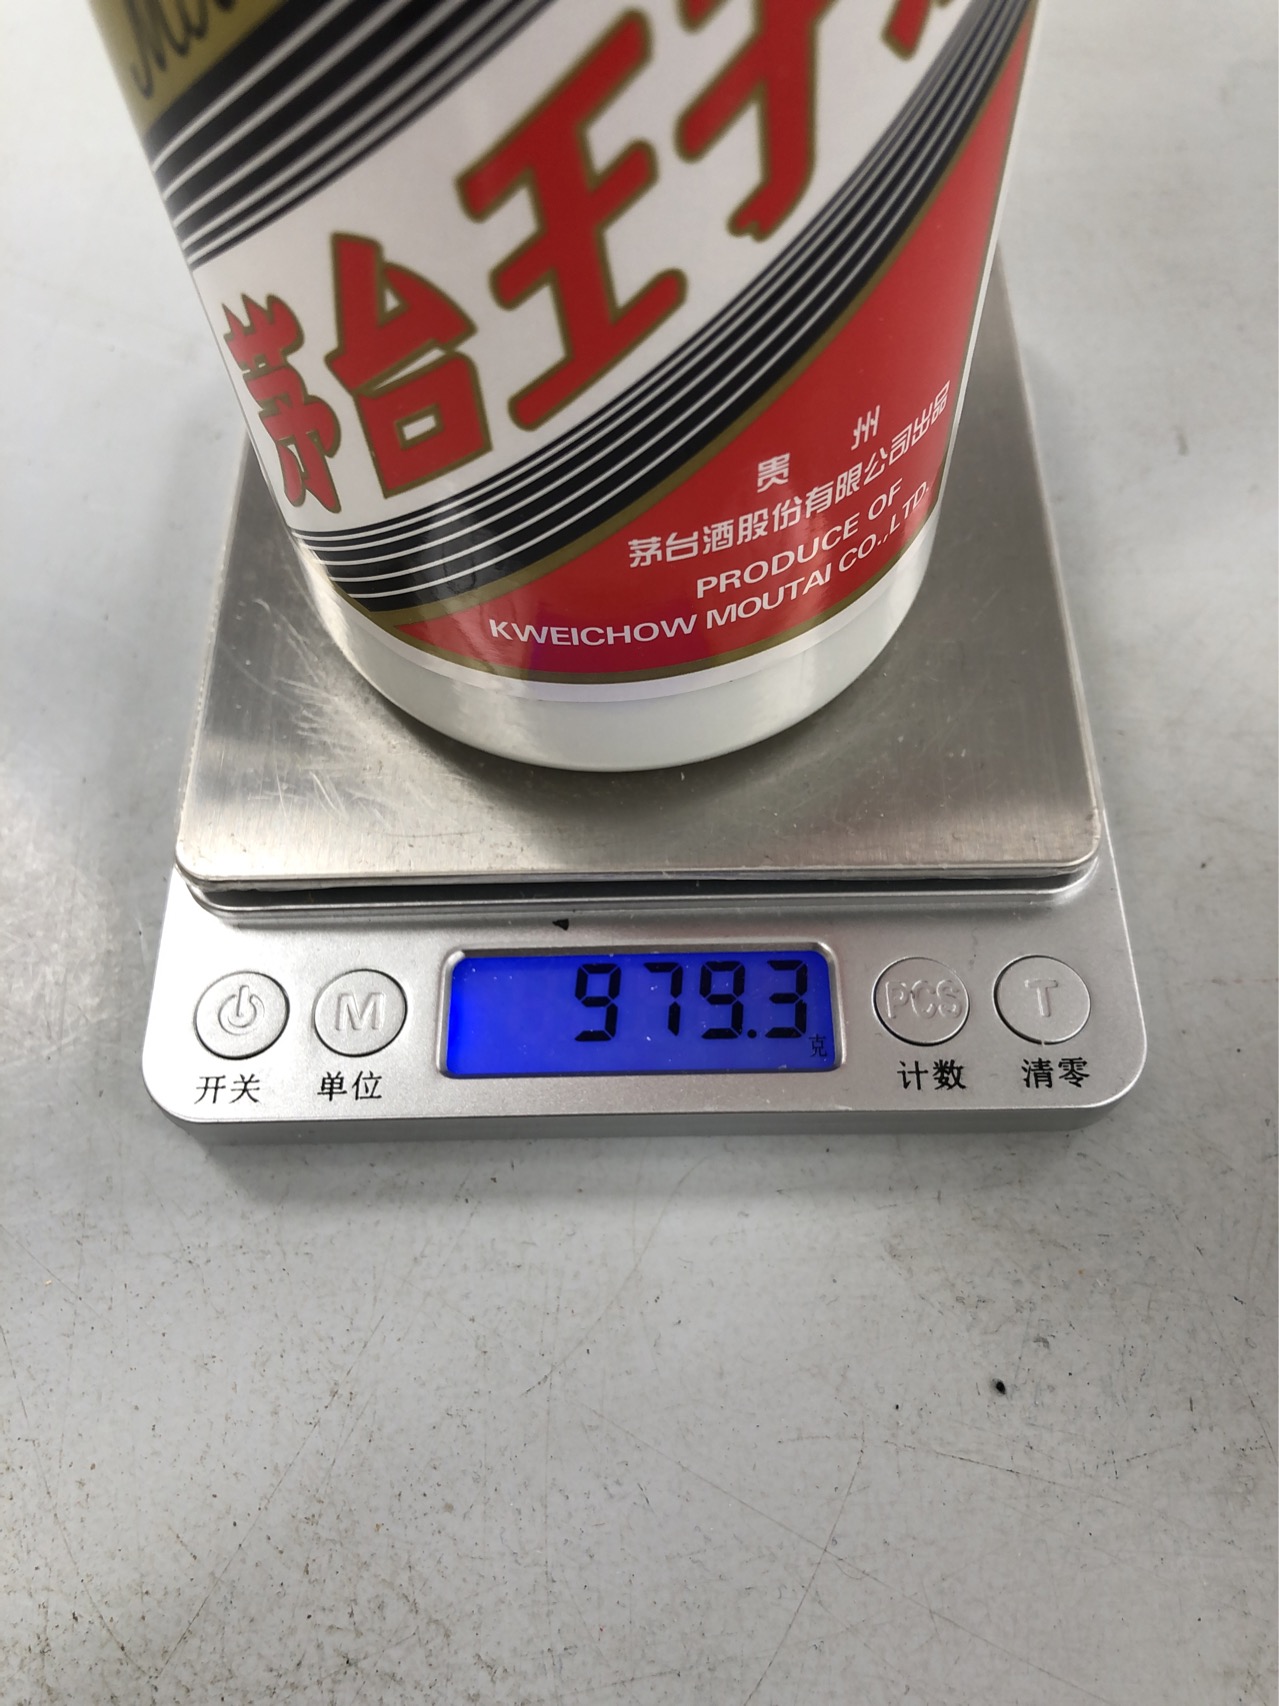 茅台王子
贵州
茅台酒股份有限公司出品
PRODUCE OF
KWEICHOW MOUTAI CO.,LTD.
979.3
克
M
PCS
T
开关
单位
计数
清零